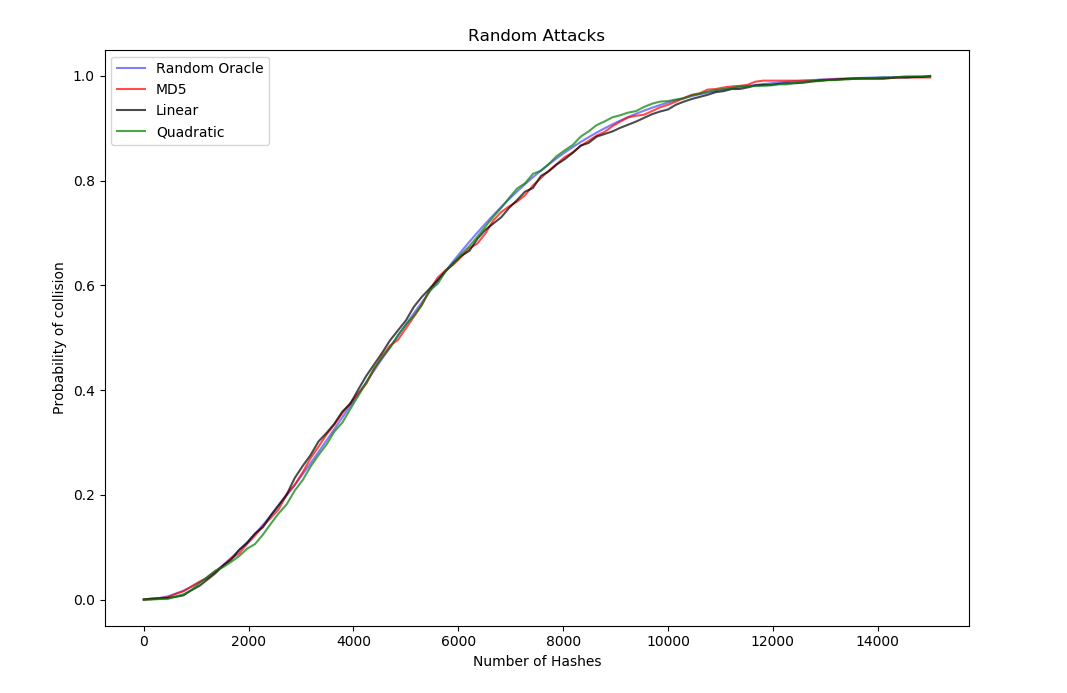 Random Attacks
Random Oracle
MD5
Linear
Quadratic
1.0
0.8
0.6
0.4
0.2
0.0
Probability of collision
0 2000 4000 6000 8000 10000 12000 14000
Number of Hashes